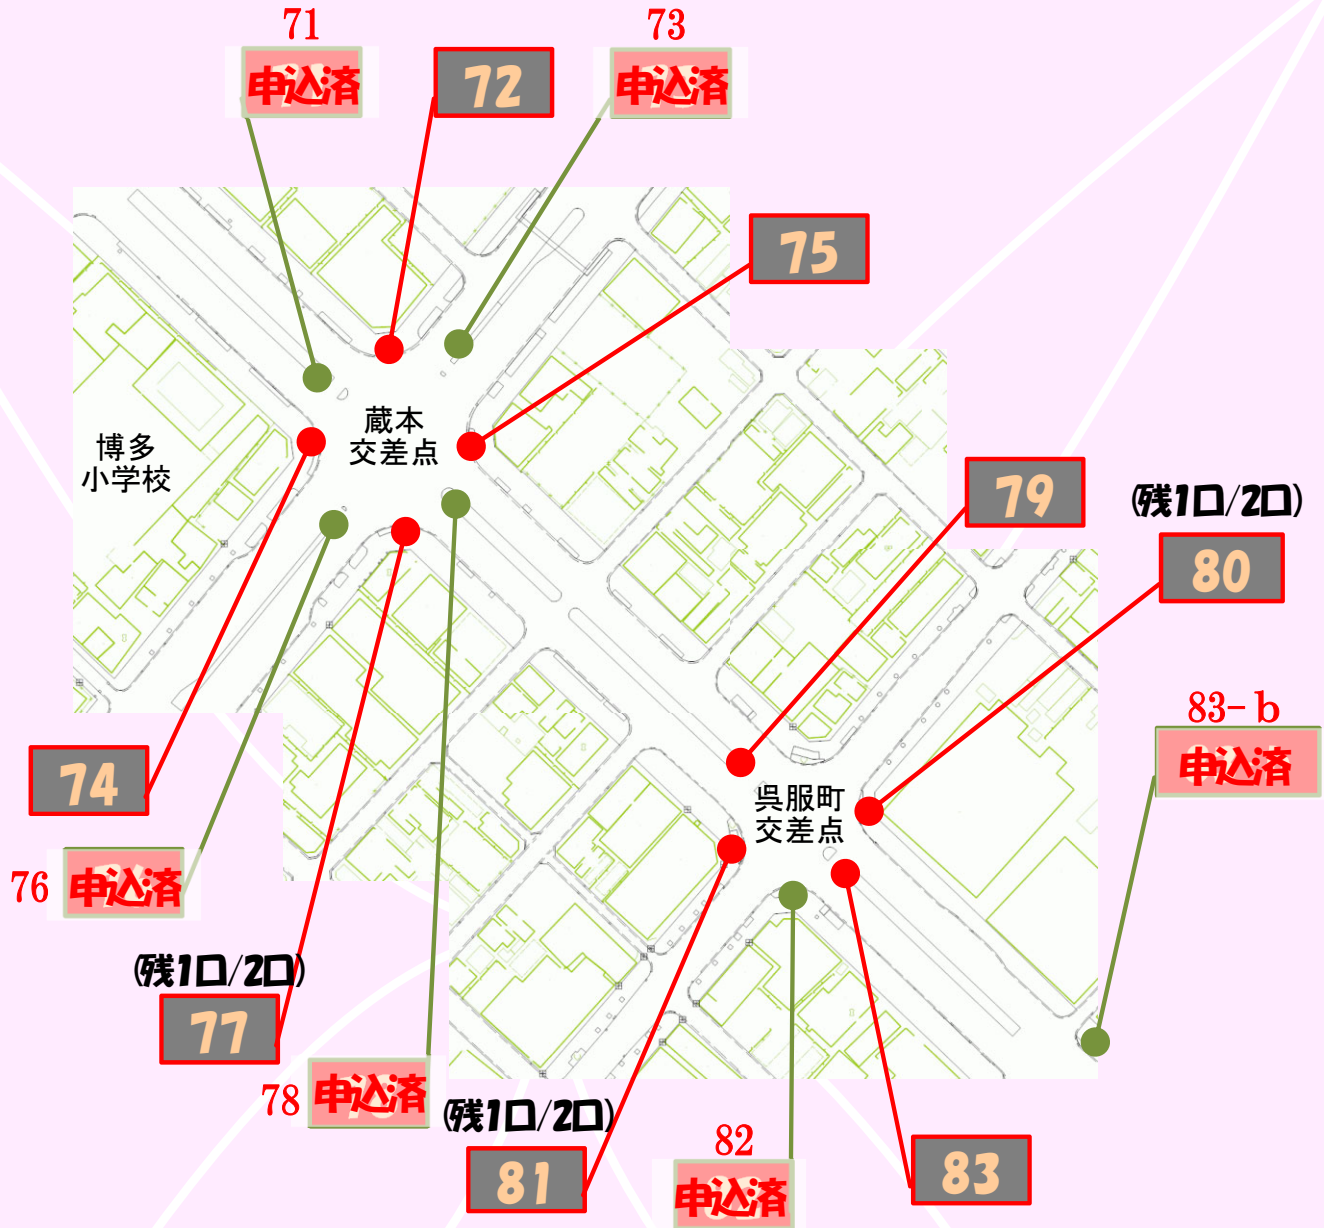 71
申込済
72
73
申込済
75
蔵本
交差点
博多
小学校
79
(残1口/2口)
80
83-b
申込済
74
呉服町
交差点
76
申込済
(残1口/2口)
77
78
申込済
(残1口/2口)
81
82
申込済
83